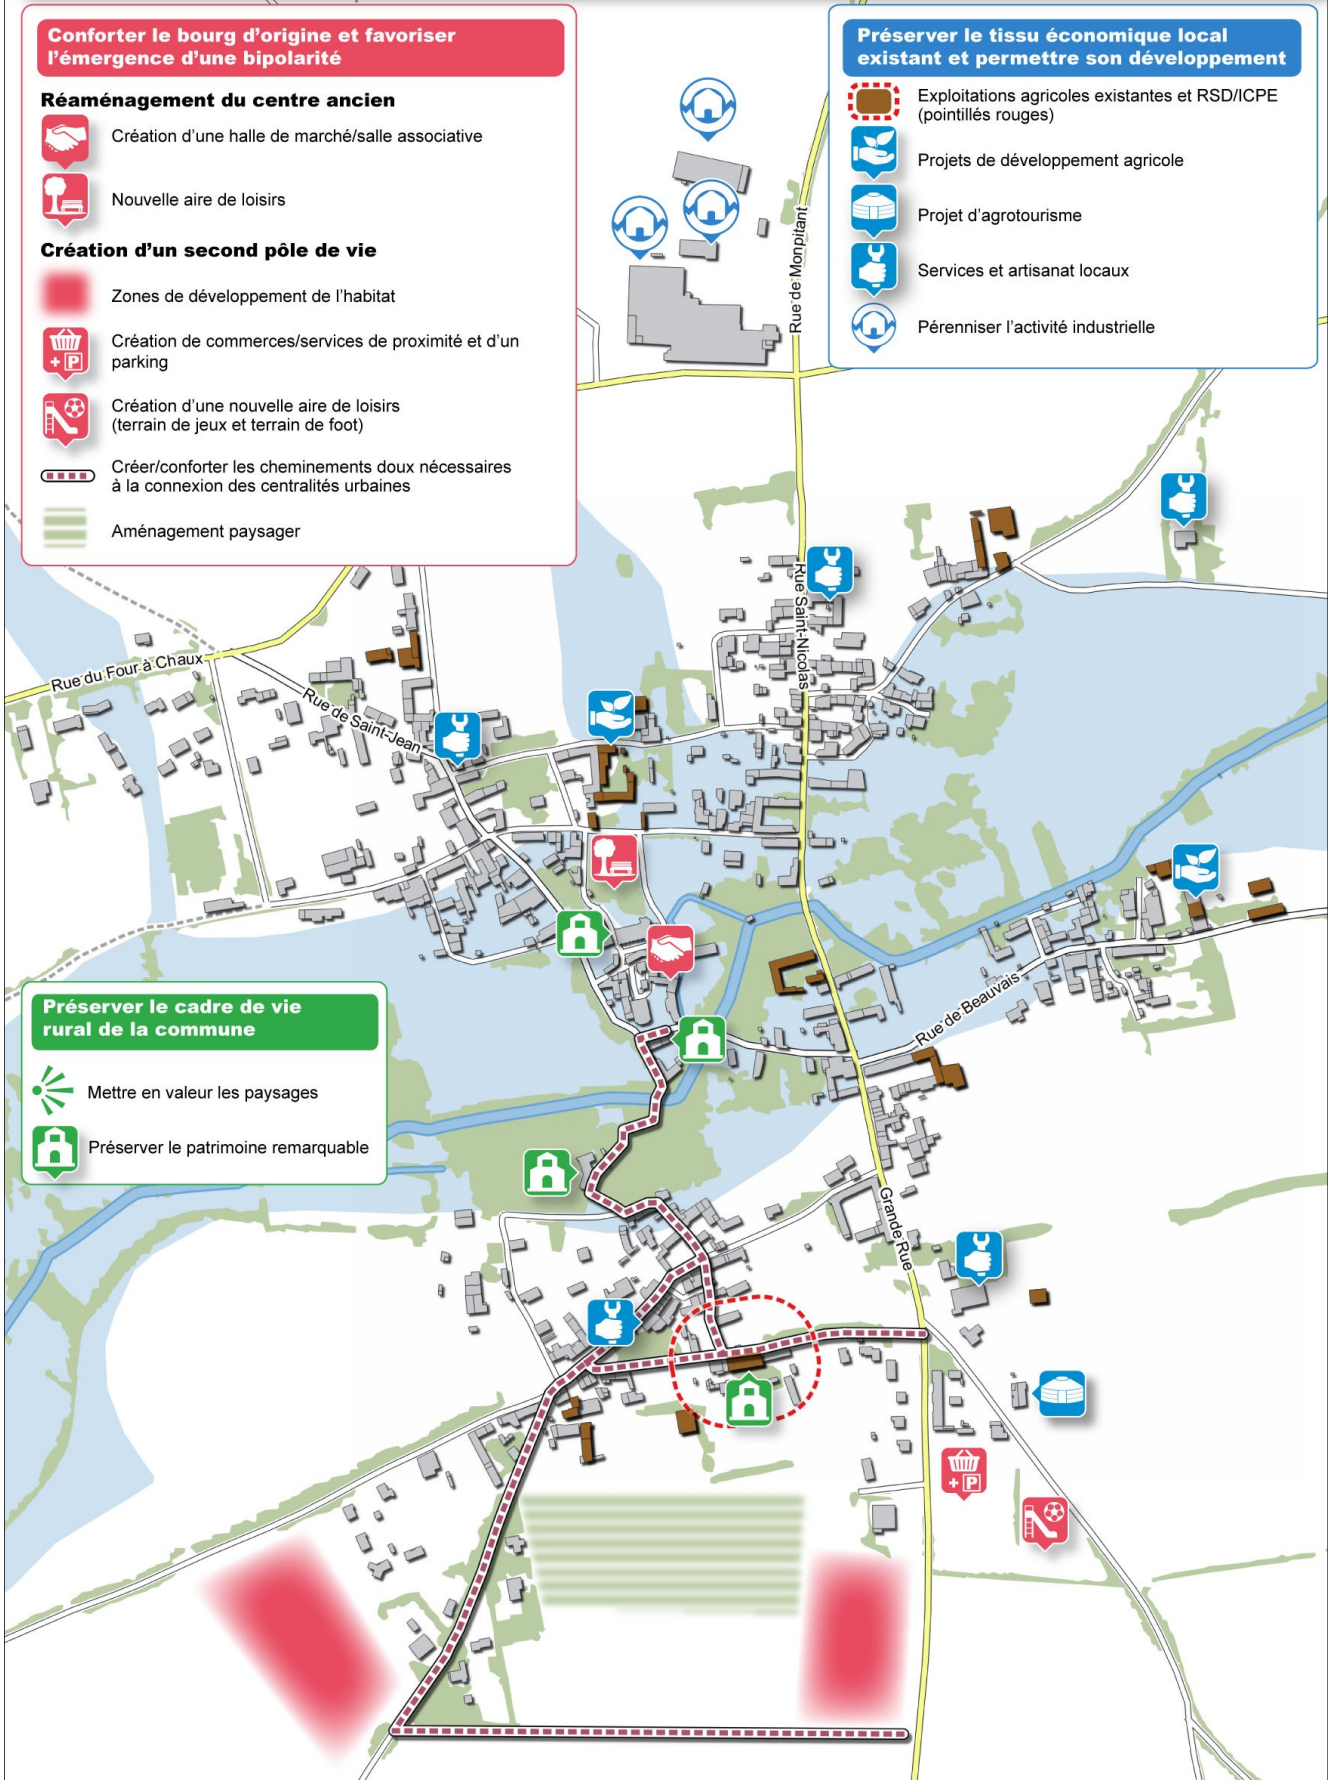 Conforter le bourg d'origine et favoriser
l'émergence d'une bipolarité
Réaménagement du centre ancien
Création d'une halle de marché/salle associative
Nouvelle aire de loisirs
Création d'un second pôle de vie
Zones de développement de l'habitat
Création de commerces/services de proximité et d'un
parking
Création d'une nouvelle aire de loisirs
(terrain de jeux et terrain de foot)
Créer/conforter les cheminements doux nécessaires
à la connexion des centralités urbaines
Aménagement paysager
+ P
Préserver le tissu économique local
existant et permettre son développement
Exploitations agricoles existantes et RSD/ICPE
(pointillés rouges)
Projets de développement agricole
Projet d'agrotourisme
Services et artisanat locaux
Pérenniser l'activité industrielle
Rue de Monpitant
Rue Saint-Nicolas
Rue du Four à Chaux
Rue de Saint-Jean
Préserver le cadre de vie
rural de la commune
Mettre en valeur les paysages
Préserver le patrimoine remarquable
Rue de Beauvais
Grande Rue
+ P